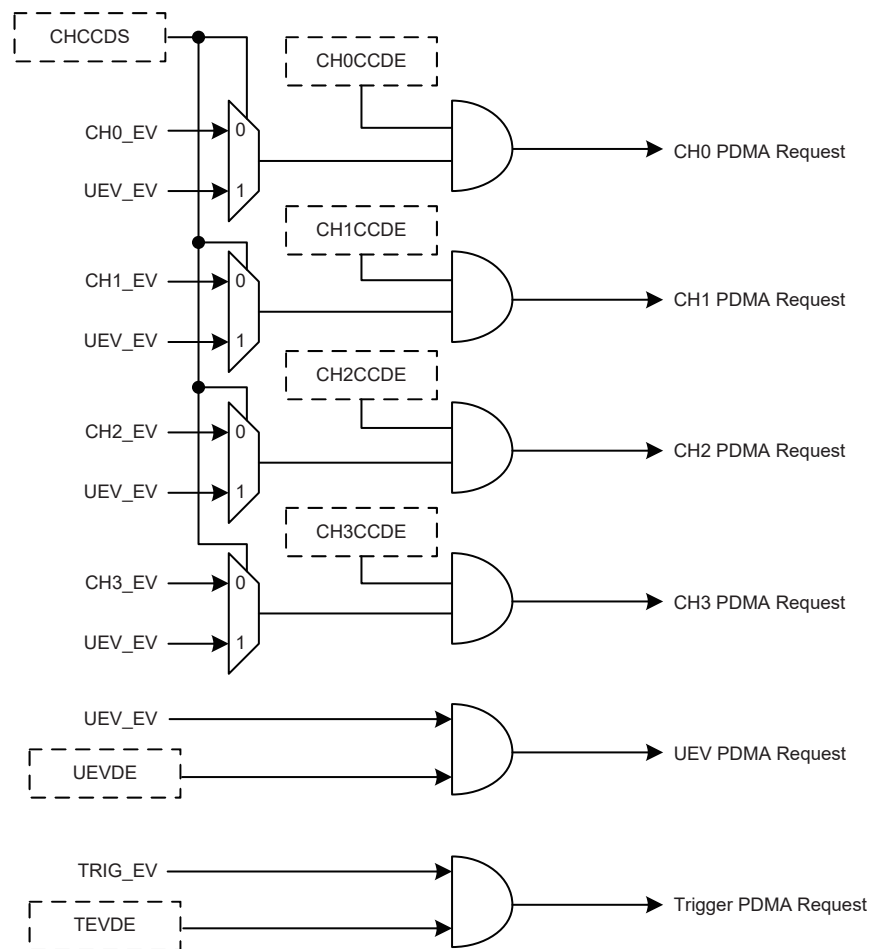 CHCCDS
CH0CCDE
CH0_EV
0
CH0 PDMA Request
UEV_EV
1
CH1CCDE
CH1_EV
0
CH1 PDMA Request
UEV_EV
1
CH2CCDE
CH2_EV
0
CH2 PDMA Request
UEV_EV
1
CH3CCDE
CH3_EV
0
CH3 PDMA Request
UEV_EV
1
UEV_EV
UEV PDMA Request
UEVDE
TRIG_EV
Trigger PDMA Request
TEVDE